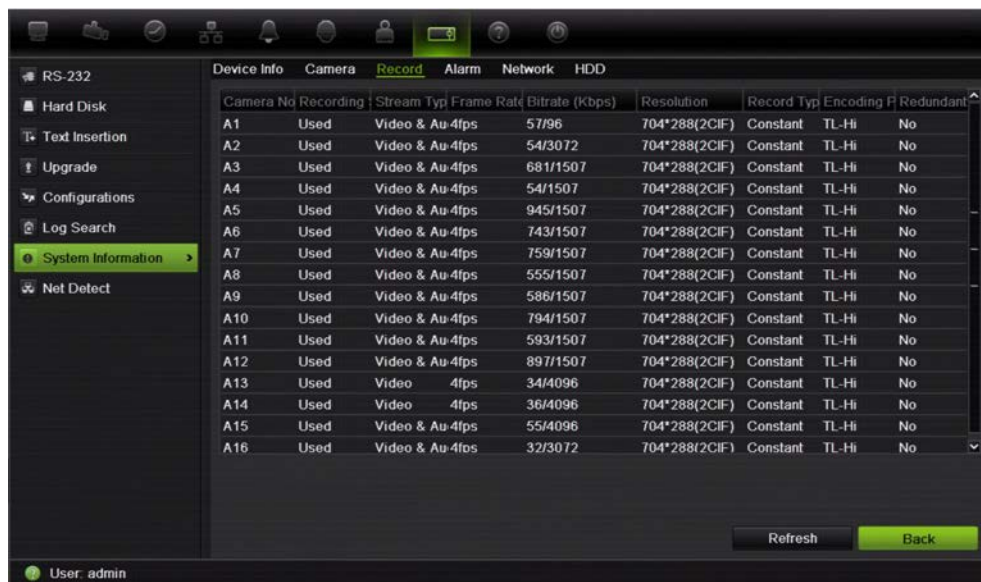 Device Info Camera Record Alarm Network HDD
RS-232
Hard Disk
Text Insertion
Upgrade
Configurations
Log Search
System Information
Net Detect
Camera No Recording Stream Typ Frame Rate Bitrate (Kbps) Resolution Record Typ Encoding P Redundant
A1 Used Video & Au 4fps 57/96 704*288(2CIF) Constant TL-Hi No
A2 Used Video & Au 4fps 54/3072 704*288(2CIF) Constant TL-Hi No
A3 Used Video & Au 4fps 681/1507 704*288(2CIF) Constant TL-Hi No
A4 Used Video & Au 4fps 54/1507 704*288(2CIF) Constant TL-Hi No
A5 Used Video & Au 4fps 945/1507 704*288(2CIF) Constant TL-Hi No
A6 Used Video & Au 4fps 743/1507 704*288(2CIF) Constant TL-Hi No
A7 Used Video & Au 4fps 759/1507 704*288(2CIF) Constant TL-Hi No
A8 Used Video & Au 4fps 555/1507 704*288(2CIF) Constant TL-Hi No
A9 Used Video & Au 4fps 586/1507 704*288(2CIF) Constant TL-Hi No
A10 Used Video & Au 4fps 794/1507 704*288(2CIF) Constant TL-Hi No
A11 Used Video & Au 4fps 593/1507 704*288(2CIF) Constant TL-Hi No
A12 Used Video & Au 4fps 897/1507 704*288(2CIF) Constant TL-Hi No
A13 Used Video 4fps 34/4096 704*288(2CIF) Constant TL-Hi No
A14 Used Video 4fps 36/4096 704*288(2CIF) Constant TL-Hi No
A15 Used Video & Au 4fps 55/4096 704*288(2CIF) Constant TL-Hi No
A16 Used Video & Au 4fps 32/3072 704*288(2CIF) Constant TL-Hi No
Refresh Back
User: admin